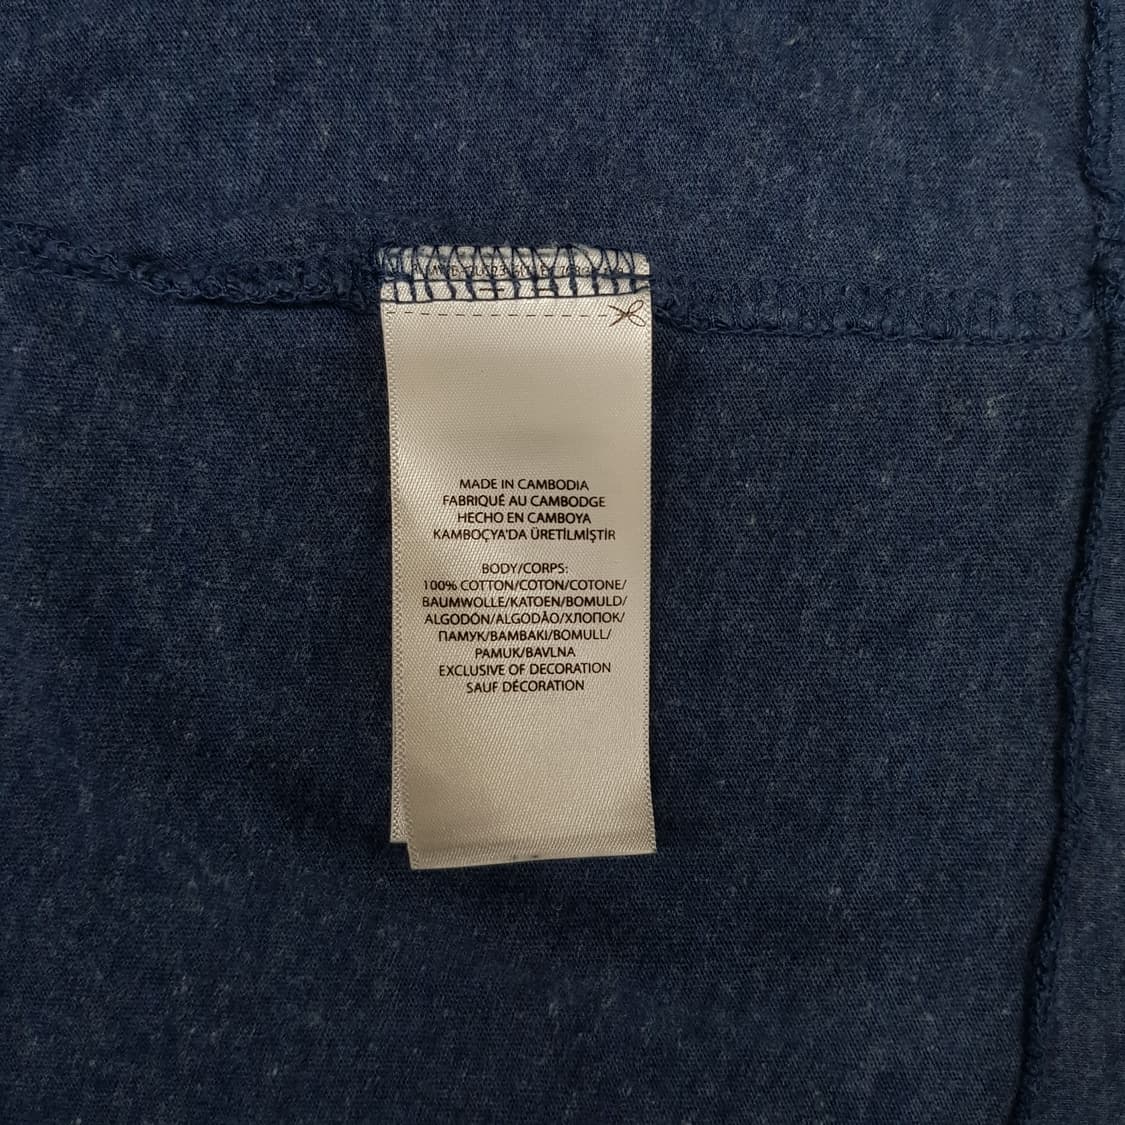 MADE IN CAMBODIA
FABRIQUÉ AU CAMBODGE
HECHO EN CAMBOYA
KAMBOÇYA'DA ÜRETİLMİŞTİR
BODY/CORPS:
100% COTTON/COTON/COTONE/
BAUMWOLLE/KATOEN/BOMULD/
ALGODÓN/ALGODÃO/ХЛОПОК/
ПАМУК/BAMBAKI/BOMULL/
PAMUK/BAVLNA
EXCLUSIVE OF DECORATION
SAUF DÉCORATION